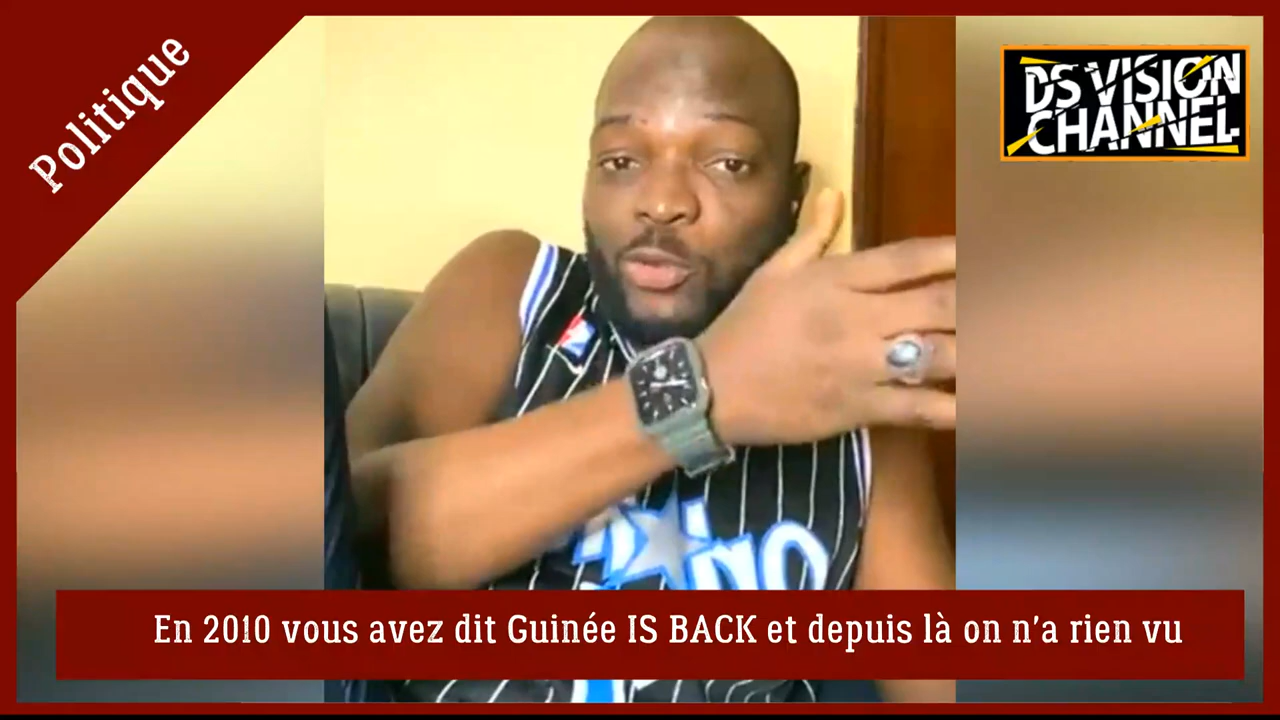 Politique
DS VISION
CHANNEL
En 2010 vous avez dit Guinée IS BACK et depuis là on n'a rien vu